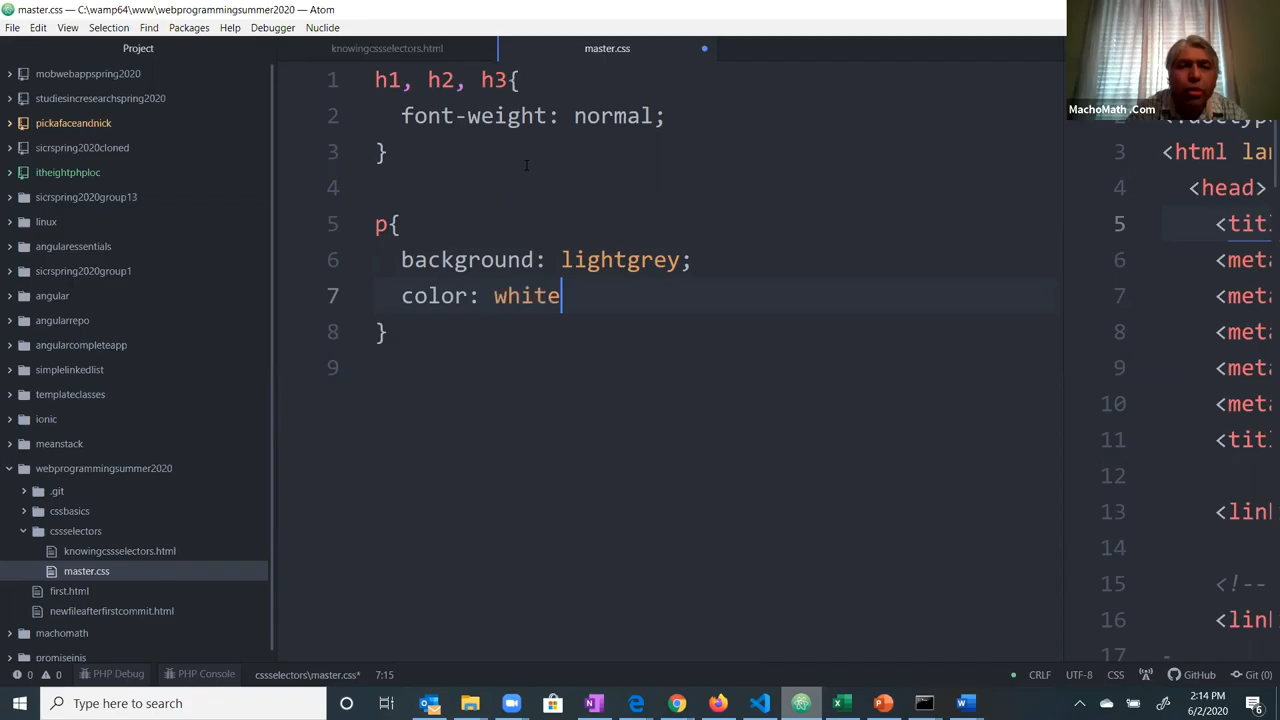 master.css — C:\wamp64\www\webprogrammingsummer2020 — Atom
File Edit View Selection Find Packages Help Debugger Nuclide
Project
mobwebappspring2020
studiesincresearchspring2020
pickafaceandnick
sicrspring2020cloned
itheightphploc
sicrspring2020group13
linux
angularessentials
sicrspring2020group1
angular
angularrepo
angularcompleteapp
simplelinkedlist
templateclasses
ionic
meanstack
webprogrammingsummer2020
.git
cssbasics
cssselectors
knowingcssselectors.html
master.css
first.html
newfileafterfirstcommit.html
machomath
promiseinis
knowingcssselectors.html
master.css
1 h1, h2, h3{
2 font-weight: normal;
3 }
4
5 p{
6 background: lightgrey;
7 color: white
8 }
9
MachoMath .Com
3 <html lan
4 <head>
5 <titl
6 <meta
7 <meta
8 <meta
9 <meta
10 <meta
11 <titl
12
13 <link
14
15 <!--
16 <link
17
0 0 PHP Debug PHP Console cssselectors\master.css* 7:15
CRLF UTF-8 CSS GitHub Git (0)
Type here to search
2:14 PM
6/2/2020
6